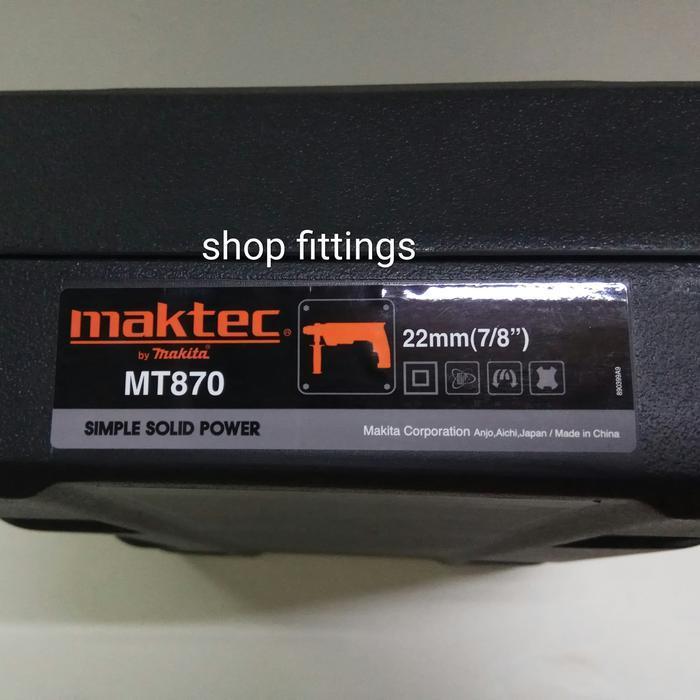 shop fittings
maktec®
by makita®
MT870
22mm(7/8”)
SIMPLE SOLID POWER
Makita Corporation Anjo,Aichi,Japan / Made in China